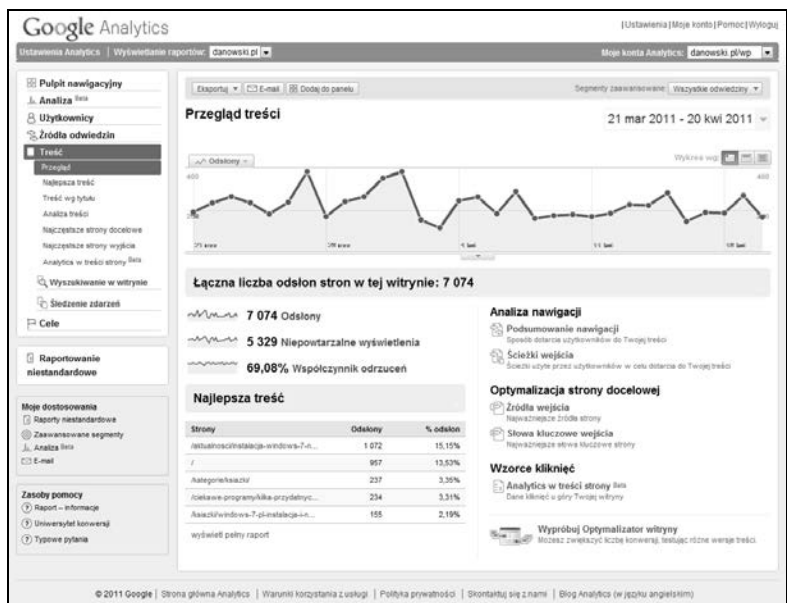 Google Analytics
Ustawienia | Moje konto | Pomoc | Wyloguj
Ustawienia Analytics | Wyświetlanie raportów: danowski.pl
Moje konta Analytics: danowski.pl/wp
Pulpit nawigacyjny
Analiza Beta
Użytkownicy
Źródła odwiedzin
Treść
Przegląd
Najlepsza treść
Treść wg tytułu
Analiza treści
Najczęstsze strony docelowe
Najczęstsze strony wyjścia
Analytics w treści strony Beta
Wyszukiwanie w witrynie
Śledzenie zdarzeń
Cele
Raportowanie
niestandardowe
Moje dostosowania
Raporty niestandardowe
Zaawansowane segmenty
Analiza Beta
E-mail
Zasoby pomocy
Raport – informacje
Uniwersytet konwersji
Typowe pytania
Eksportuj E-mail Dodaj do panelu
Segmenty zaawansowane: Wszystkie odwiedziny
Przegląd treści
21 mar 2011 - 20 kwi 2011
Odsłony
Wykres wg:
400 400
200
21 mar 28 mar 4 kwi 11 kwi 18 kwi
Łączna liczba odsłon stron w tej witrynie: 7 074
7 074 Odsłony
5 329 Niepowtarzalne wyświetlenia
69,08% Współczynnik odrzuceń
Najlepsza treść
Strony Odsłony % odsłon
/aktualnosci/instalacja-windows-7-n... 1 072 15,15%
/ 957 13,53%
/kategorie/ksiazki/ 237 3,35%
/ciekawe-programy/kilka-przydatnyc... 234 3,31%
/ksiazki/windows-7-pl-instalacja-i-n... 155 2,19%
wyświetl pełny raport
Analiza nawigacji
Podsumowanie nawigacji
Sposób dotarcia użytkowników do Twojej treści
Ścieżki wejścia
Ścieżki użyte przez użytkowników w celu dotarcia do Twojej treści
Optymalizacja strony docelowej
Źródła wejścia
Najważniejsze źródła strony
Słowa kluczowe wejścia
Najważniejsze słowa kluczowe strony
Wzorce kliknięć
Analytics w treści strony Beta
Dane kliknięć u góry Twojej witryny
Wypróbuj Optymalizator witryny
Możesz zwiększyć liczbę konwersji, testując różne wersje treści.
© 2011 Google | Strona główna Analytics | Warunki korzystania z usługi | Polityka prywatności | Skontaktuj się z nami | Blog Analytics (w języku angielskim)